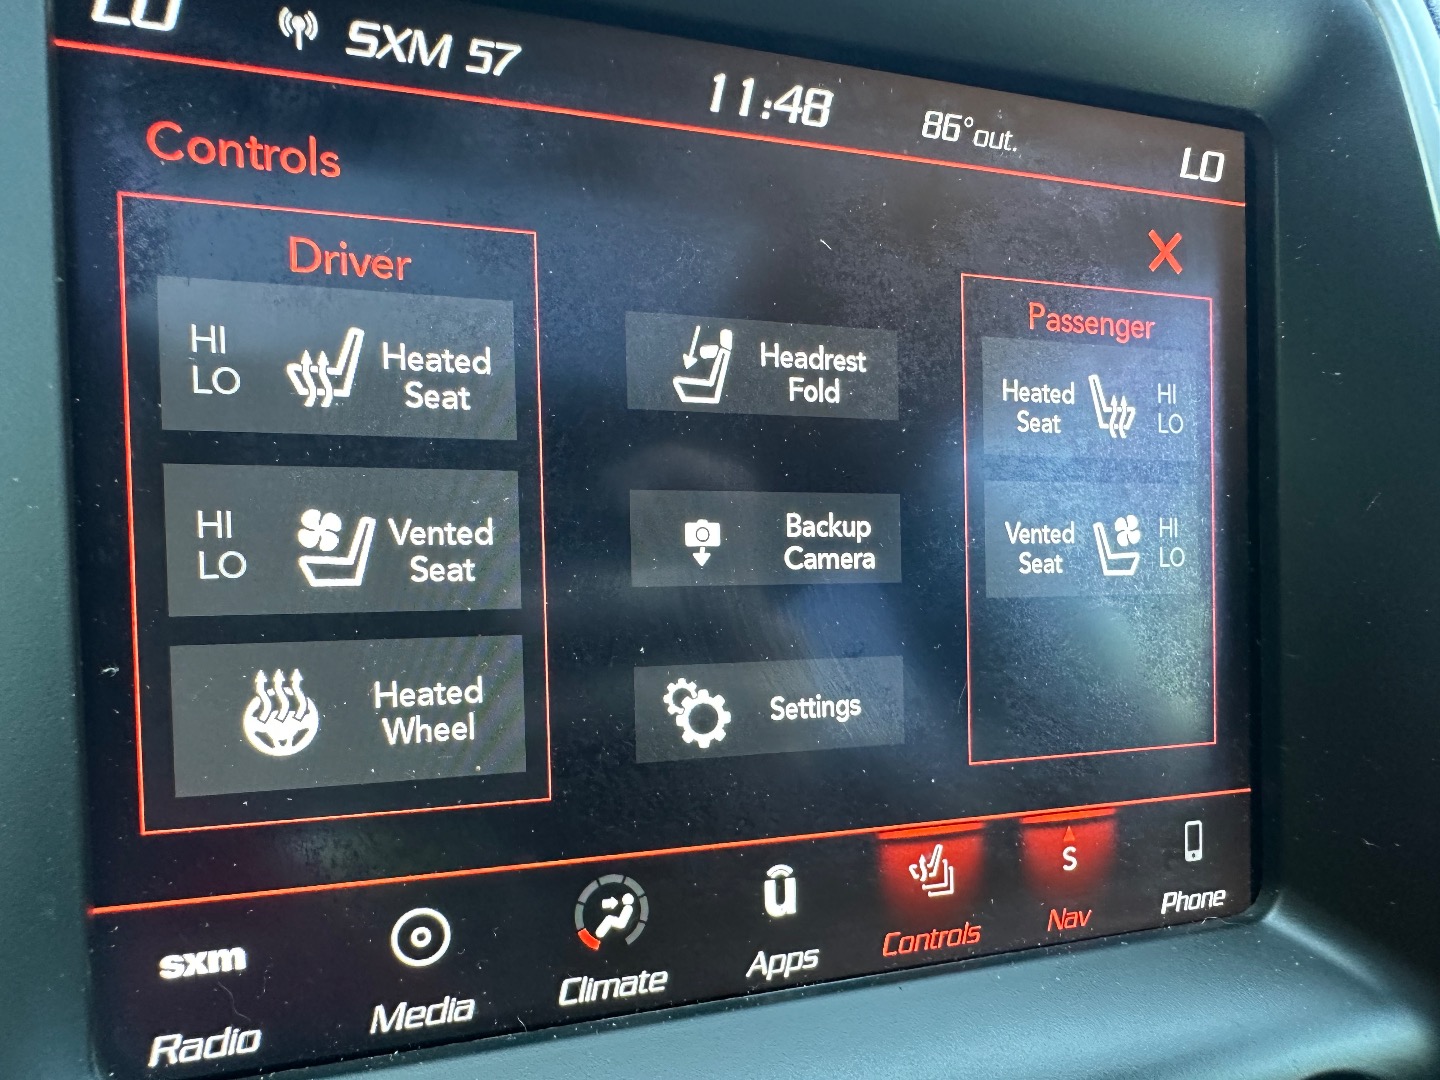 LO SXM 57 11:48 86° out. LO
Controls
Driver
HI
LO
Heated
Seat
HI
LO
Vented
Seat
Heated
Wheel
Headrest
Fold
Backup
Camera
Settings
Passenger
Heated
Seat
HI
LO
Vented
Seat
HI
LO
sxm
Radio
Media
Climate
u
Apps
Controls
S
Nav
Phone